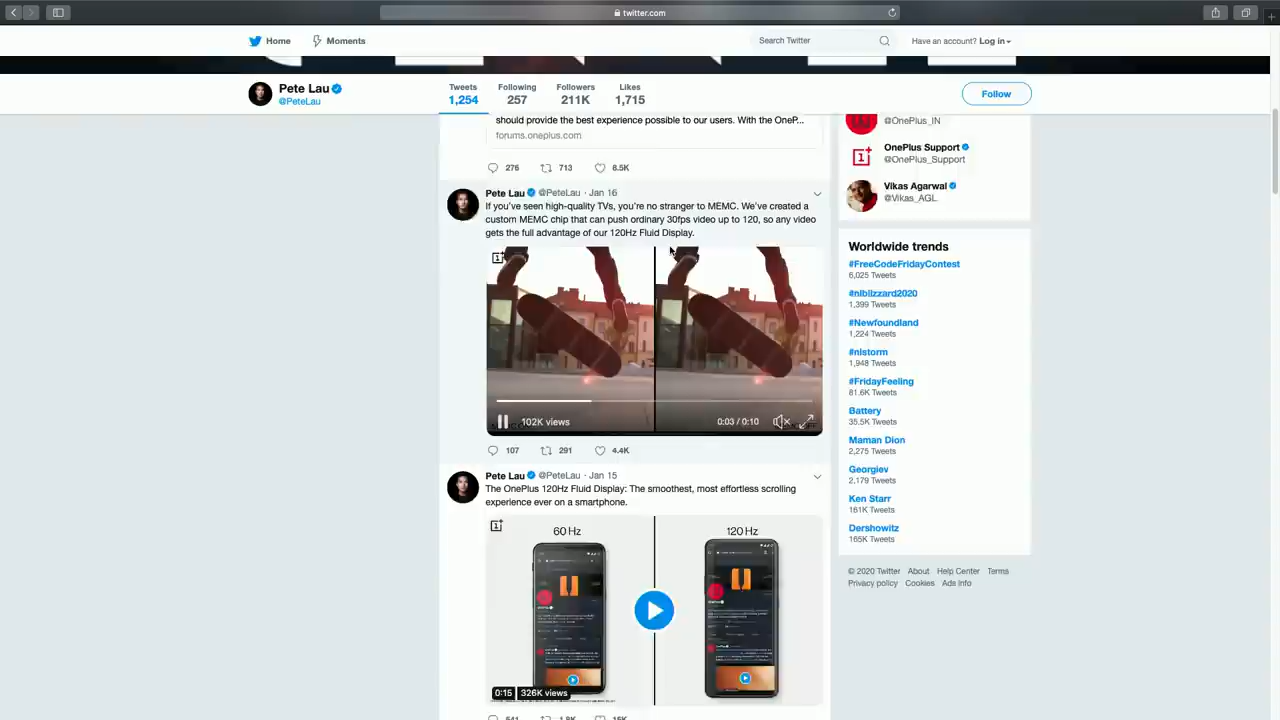 twitter.com
Home
Moments
Search Twitter
Have an account? Log in
Pete Lau
@PeteLau
Tweets
1,254
Following
257
Followers
211K
Likes
1,715
Follow
should provide the best experience possible to our users. With the OneP...
forums.oneplus.com
276
713
6.5K
Pete Lau @PeteLau · Jan 16
If you've seen high-quality TVs, you're no stranger to MEMC. We've created a
custom MEMC chip that can push ordinary 30fps video up to 120, so any video
gets the full advantage of our 120Hz Fluid Display.
102K views
0:03 / 0:10
107
291
4.4K
Pete Lau @PeteLau · Jan 15
The OnePlus 120Hz Fluid Display: The smoothest, most effortless scrolling
experience ever on a smartphone.
60 Hz
120 Hz
0:15
326K views
541
1.8K
15K
@OnePlus_IN
OnePlus Support
@OnePlus_Support
Vikas Agarwal
@Vikas_AGL
Worldwide trends
#FreeCodeFridayContest
6,025 Tweets
#nlblizzard2020
1,399 Tweets
#Newfoundland
1,224 Tweets
#nlstorm
1,948 Tweets
#FridayFeeling
81.6K Tweets
Battery
35.5K Tweets
Maman Dion
2,275 Tweets
Georgiev
2,179 Tweets
Ken Starr
161K Tweets
Dershowitz
165K Tweets
© 2020 Twitter About Help Center Terms
Privacy policy Cookies Ads info